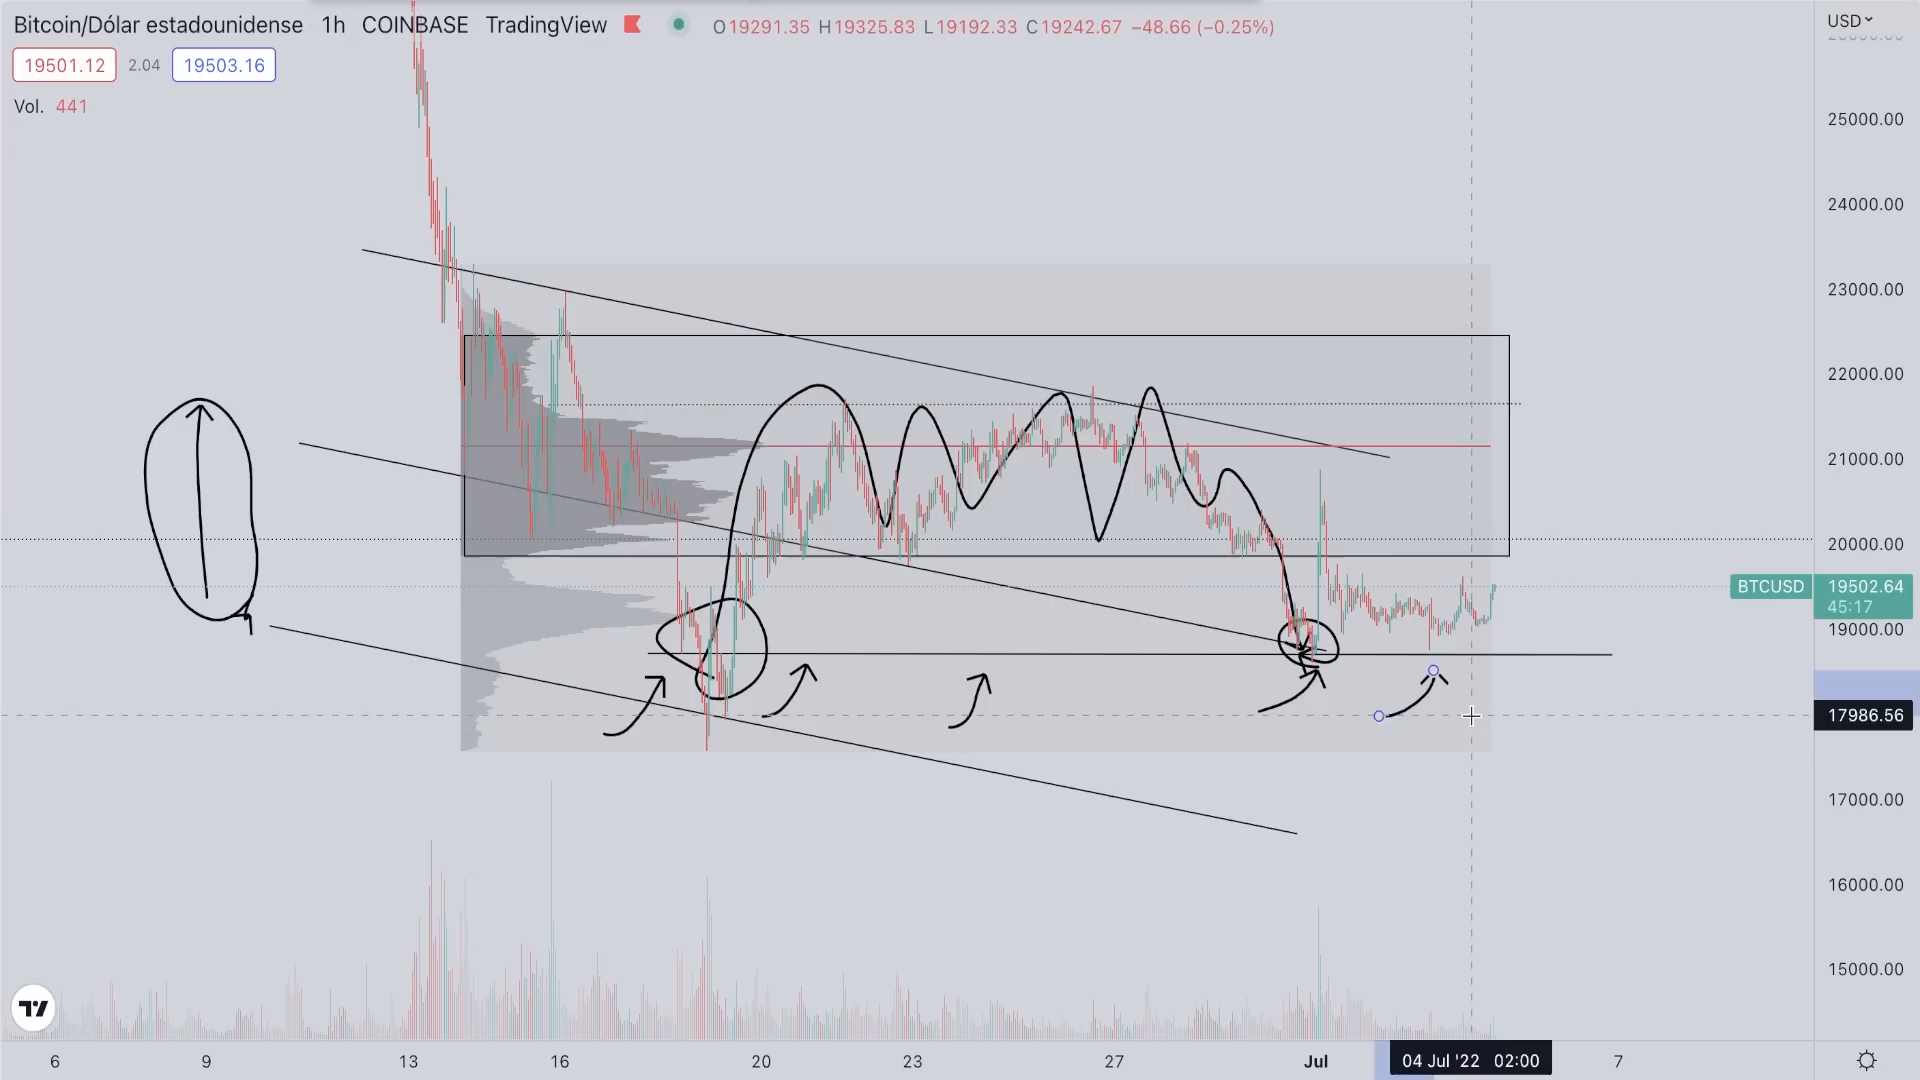 Bitcoin/Dólar estadounidense 1h COINBASE TradingView O19291.35 H19325.83 L19192.33 C19242.67 −48.66 (−0.25%)
USD
19501.12 2.04 19503.16
Vol. 441
25000.00
24000.00
23000.00
22000.00
21000.00
20000.00
BTCUSD 19502.64
45:17
19000.00
17986.56
17000.00
16000.00
15000.00
6 9 13 16 20 23 27 Jul 04 Jul '22 02:00 7